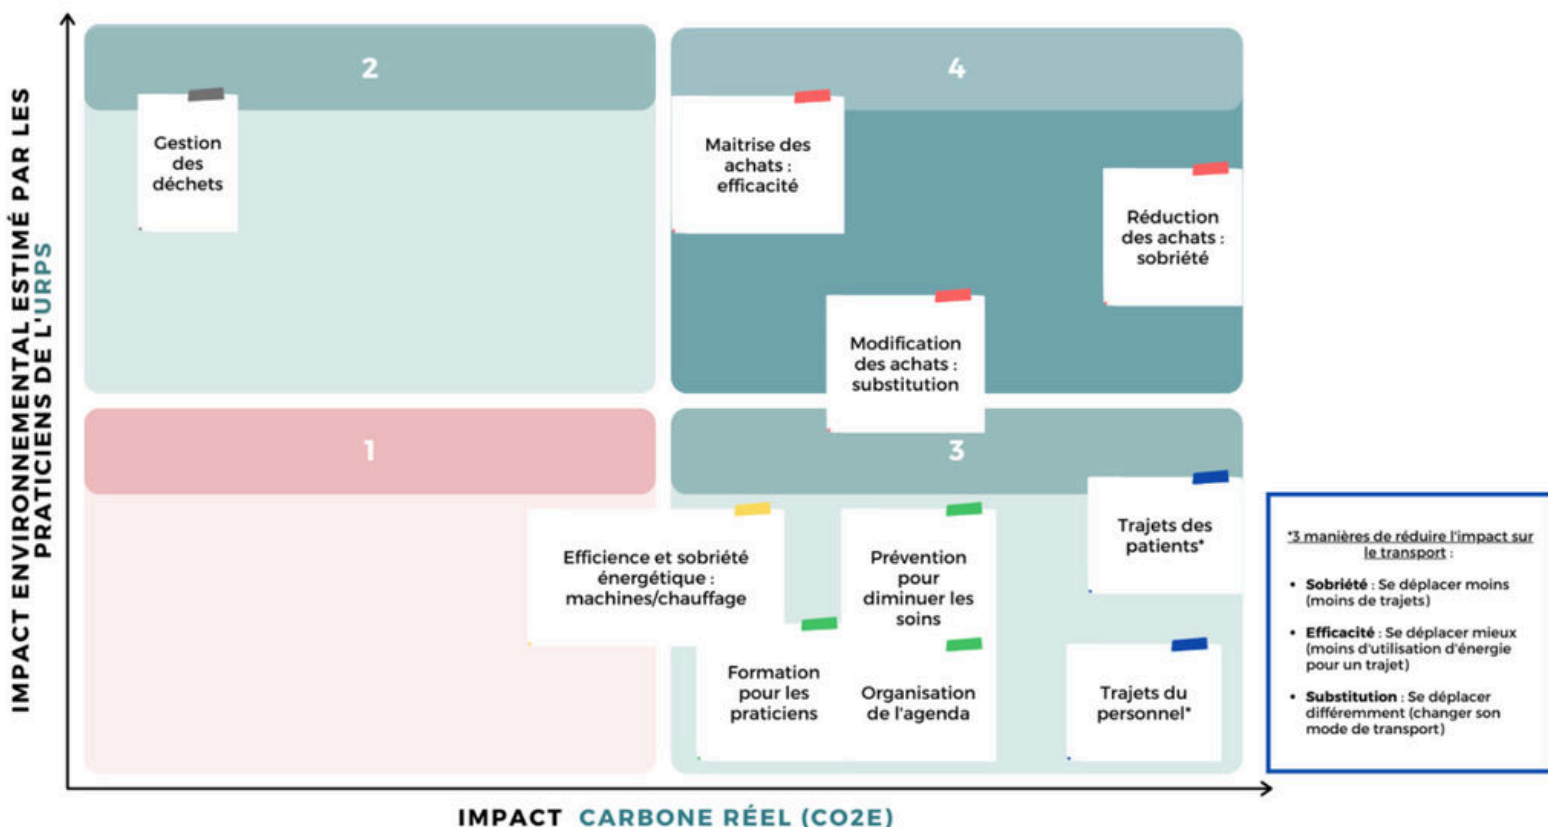 IMPACT ENVIRONNEMENTAL ESTIMÉ PAR LES
PRATICIENS DE L'URPS
2
Gestion
des
déchets
4
Maitrise des
achats :
efficacité
Réduction
des achats :
sobriété
Modification
des achats :
substitution
1
3
Efficience et sobriété
énergétique :
machines/chauffage
Prévention
pour
diminuer les
soins
Trajets des
patients*
Formation
pour les
praticiens
Organisation
de l'agenda
Trajets du
personnel*
*3 manières de réduire l'impact sur
le transport :
• Sobriété : Se déplacer moins
(moins de trajets)
• Efficacité : Se déplacer mieux
(moins d'utilisation d'énergie
pour un trajet)
• Substitution : Se déplacer
différemment (changer son
mode de transport)
IMPACT CARBONE RÉEL (CO2E)